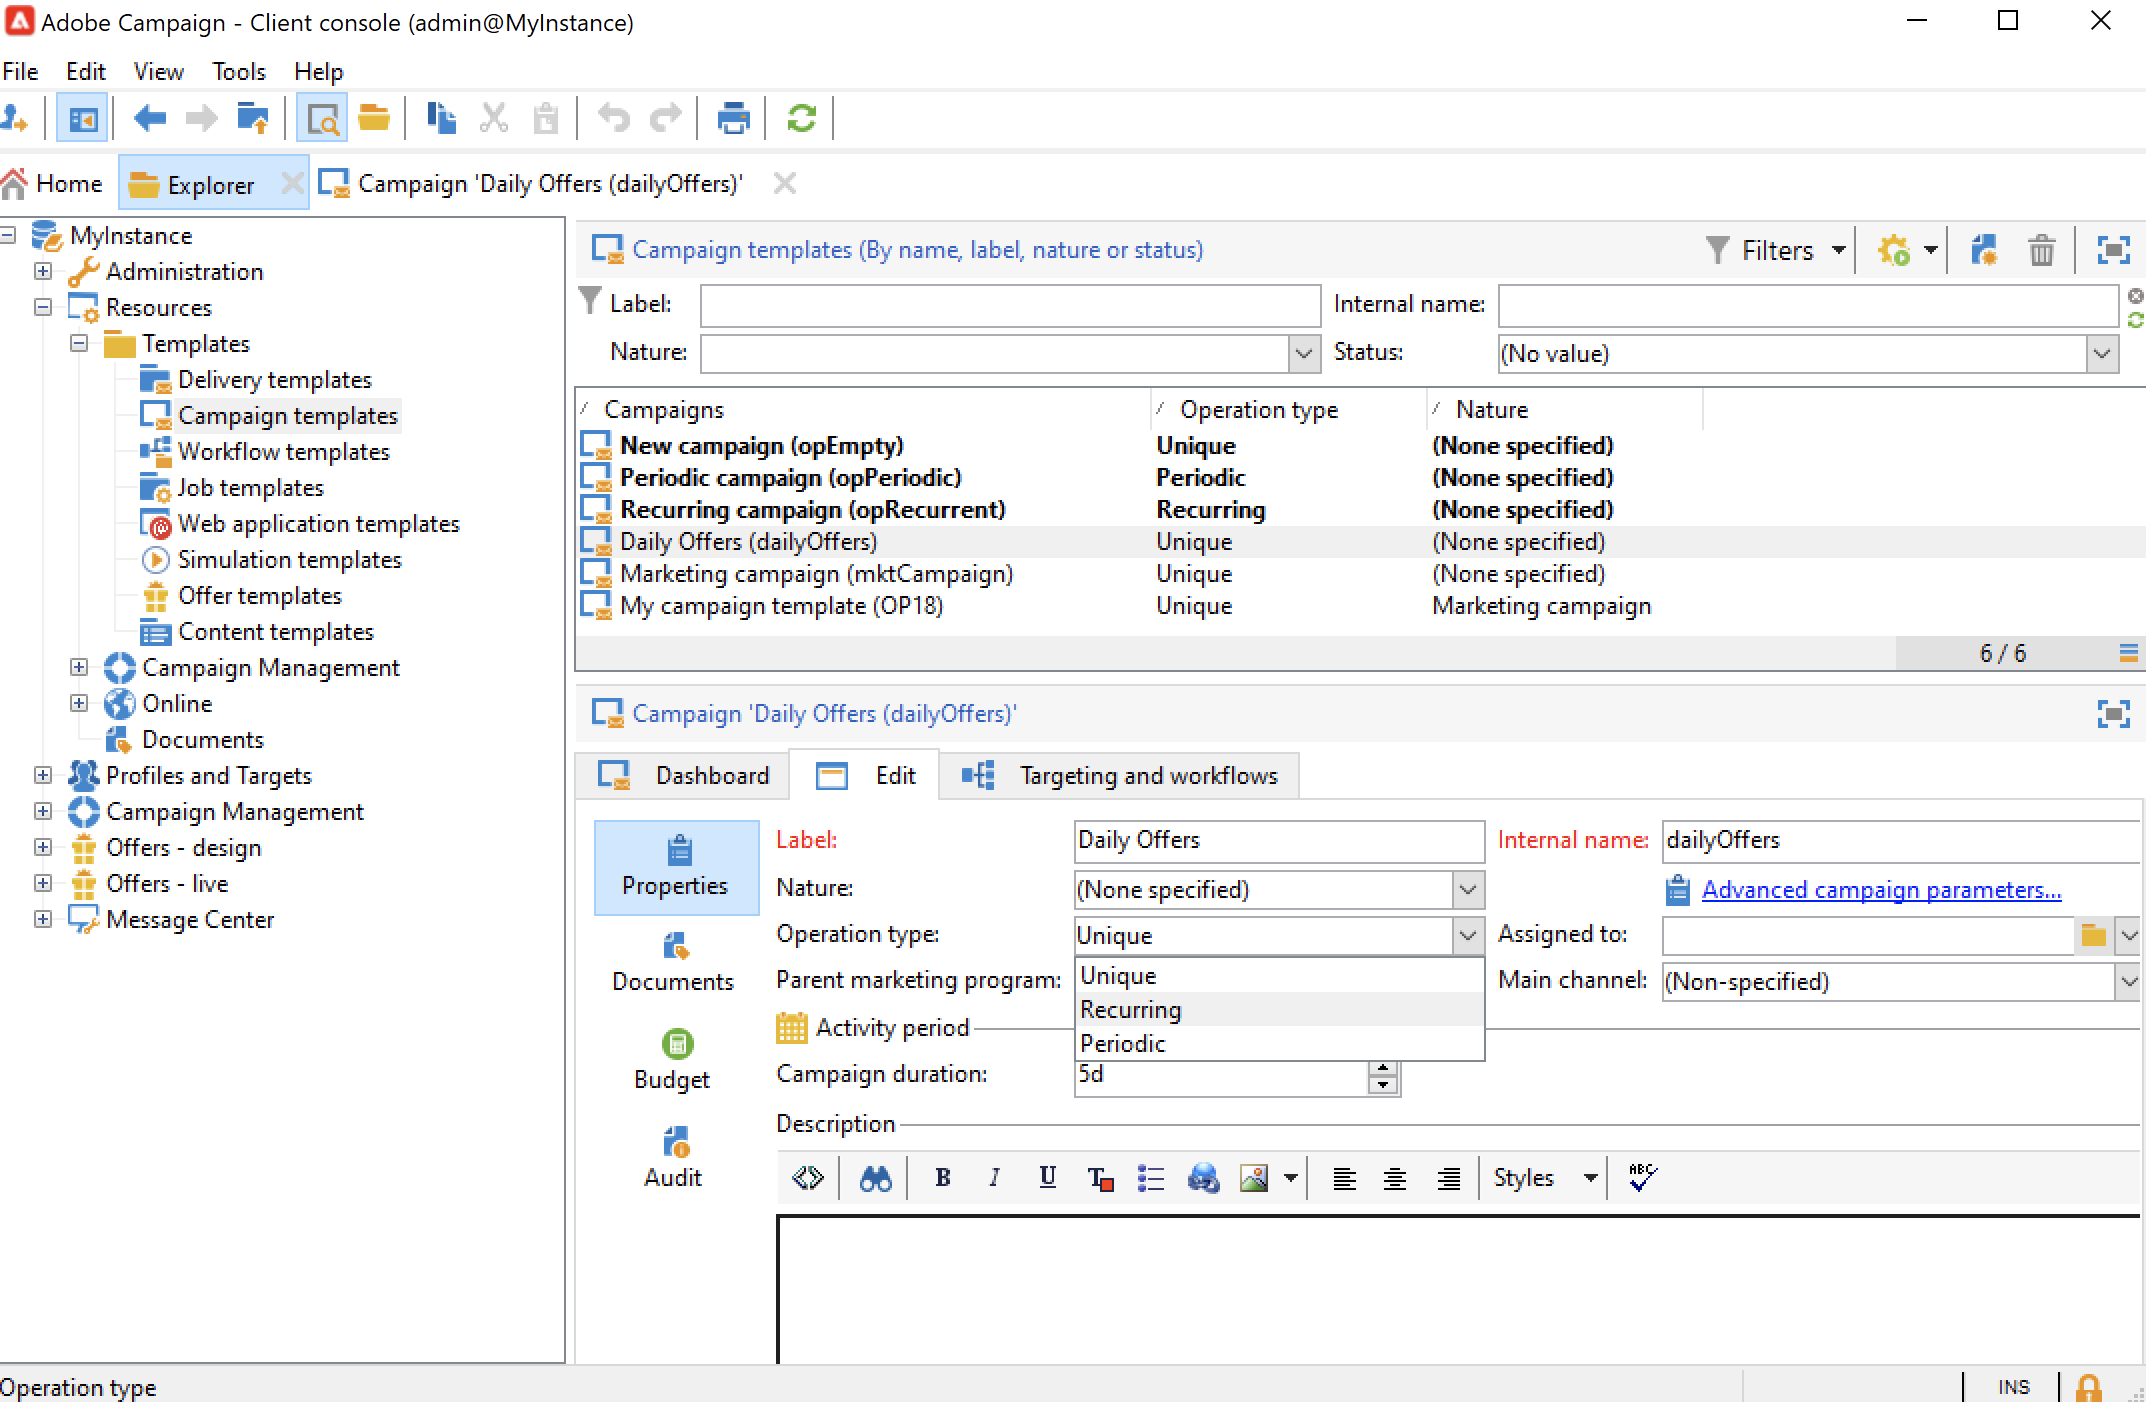 Adobe Campaign - Client console (admin@MyInstance)
File Edit View Tools Help
Home Explorer Campaign 'Daily Offers (dailyOffers)'
MyInstance
Administration
Resources
Templates
Delivery templates
Campaign templates
Workflow templates
Job templates
Web application templates
Simulation templates
Offer templates
Content templates
Campaign Management
Online
Documents
Profiles and Targets
Campaign Management
Offers - design
Offers - live
Message Center
Campaign templates (By name, label, nature or status) Filters
Label: Internal name:
Nature: Status: (No value)
Campaigns Operation type Nature
New campaign (opEmpty) Unique (None specified)
Periodic campaign (opPeriodic) Periodic (None specified)
Recurring campaign (opRecurrent) Recurring (None specified)
Daily Offers (dailyOffers) Unique (None specified)
Marketing campaign (mktCampaign) Unique (None specified)
My campaign template (OP18) Unique Marketing campaign
6 / 6
Campaign 'Daily Offers (dailyOffers)'
Dashboard Edit Targeting and workflows
Properties
Documents
Budget
Audit
Label: Daily Offers Internal name: dailyOffers
Nature: (None specified) Advanced campaign parameters...
Operation type: Unique Assigned to:
Unique
Parent marketing program: Main channel: (Non-specified)
Recurring
Activity period
Periodic
Campaign duration: 5d
Description
B I U T Styles ABC
Operation type INS